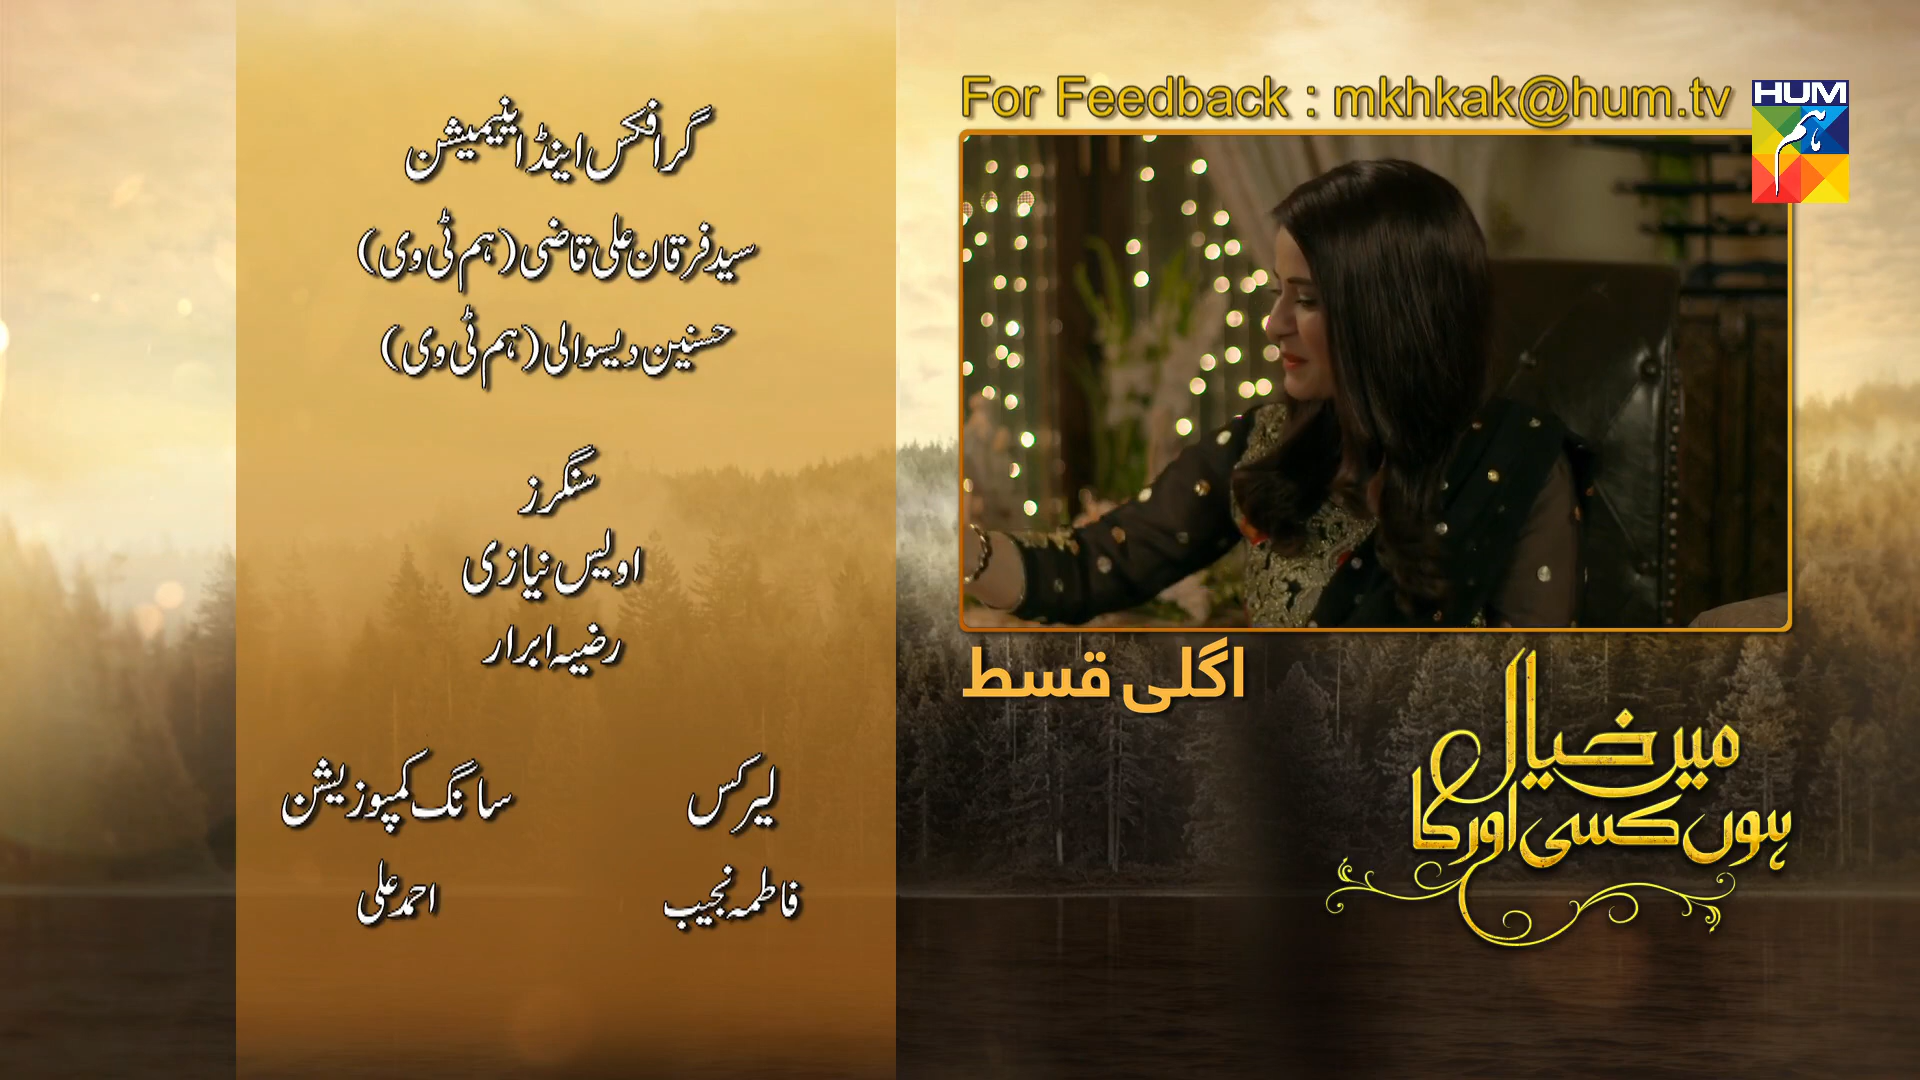 For Feedback : mkhkak@hum.tv
HUM
ہم
گرافکس اینڈ اینیمیشن
سید فرقان علی قاضی (ہم ٹی وی)
حسنین دیسوالی (ہم ٹی وی)
سنگرز
اویس نیازی
رضیہ ابرار
لیرکس
سانگ کمپوزیشن
فاطمہ نجیب
احمد علی
اگلی قسط
میں خیال
ہوں کسی اور کا